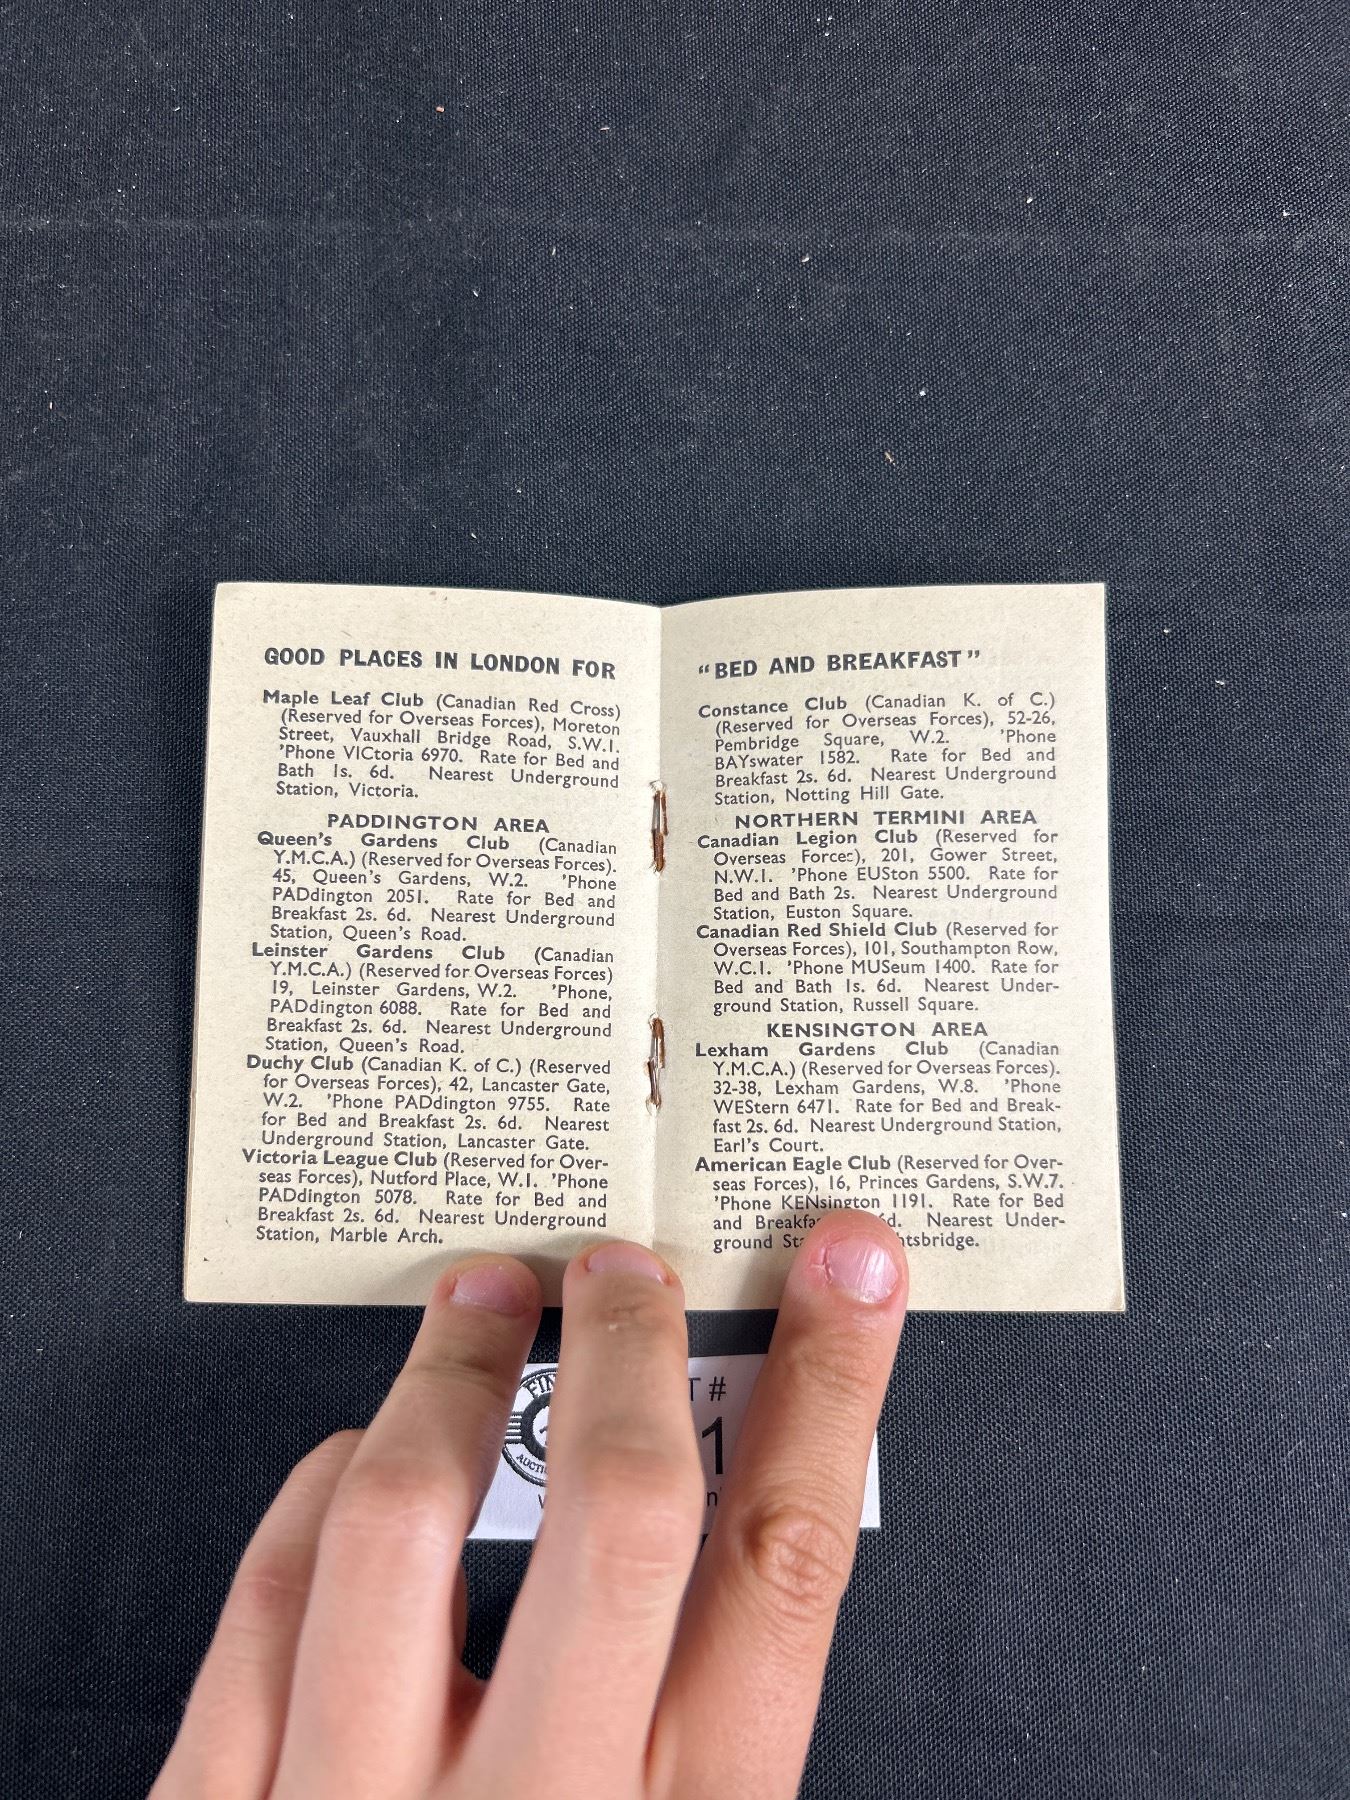 GOOD PLACES IN LONDON FOR
Maple Leaf Club (Canadian Red Cross)
(Reserved for Overseas Forces), Moreton
Street, Vauxhall Bridge Road, S.W.1.
'Phone VICtoria 6970. Rate for Bed and
Bath 1s. 6d. Nearest Underground
Station, Victoria.
PADDINGTON AREA
Queen's Gardens Club (Canadian
Y.M.C.A.) (Reserved for Overseas Forces).
45, Queen's Gardens, W.2. 'Phone
PADdington 2051. Rate for Bed and
Breakfast 2s. 6d. Nearest Underground
Station, Queen's Road.
Leinster Gardens Club (Canadian
Y.M.C.A.) (Reserved for Overseas Forces)
19, Leinster Gardens, W.2. 'Phone,
PADdington 6088. Rate for Bed and
Breakfast 2s. 6d. Nearest Underground
Station, Queen's Road.
Duchy Club (Canadian K. of C.) (Reserved
for Overseas Forces), 42, Lancaster Gate,
W.2. 'Phone PADdington 9755. Rate
for Bed and Breakfast 2s. 6d. Nearest
Underground Station, Lancaster Gate.
Victoria League Club (Reserved for Over-
seas Forces), Nutford Place, W.1. 'Phone
PADdington 5078. Rate for Bed and
Breakfast 2s. 6d. Nearest Underground
Station, Marble Arch.
"BED AND BREAKFAST"
Constance Club (Canadian K. of C.)
(Reserved for Overseas Forces), 52-26,
Pembridge Square, W.2. 'Phone
BAYswater 1582. Rate for Bed and
Breakfast 2s. 6d. Nearest Underground
Station, Notting Hill Gate.
NORTHERN TERMINI AREA
Canadian Legion Club (Reserved for
Overseas Forces), 201, Gower Street,
N.W.1. 'Phone EUSton 5500. Rate for
Bed and Bath 2s. Nearest Underground
Station, Euston Square.
Canadian Red Shield Club (Reserved for
Overseas Forces), 101, Southampton Row,
W.C.1. 'Phone MUSeum 1400. Rate for
Bed and Bath 1s. 6d. Nearest Under-
ground Station, Russell Square.
KENSINGTON AREA
Lexham Gardens Club (Canadian
Y.M.C.A.) (Reserved for Overseas Forces).
32-38, Lexham Gardens, W.8. 'Phone
WEStern 6471. Rate for Bed and Break-
fast 2s. 6d. Nearest Underground Station,
Earl's Court.
American Eagle Club (Reserved for Over-
seas Forces), 16, Princes Gardens, S.W.7.
'Phone KENsington 1191. Rate for Bed
and 6d. Nearest Under-
ground